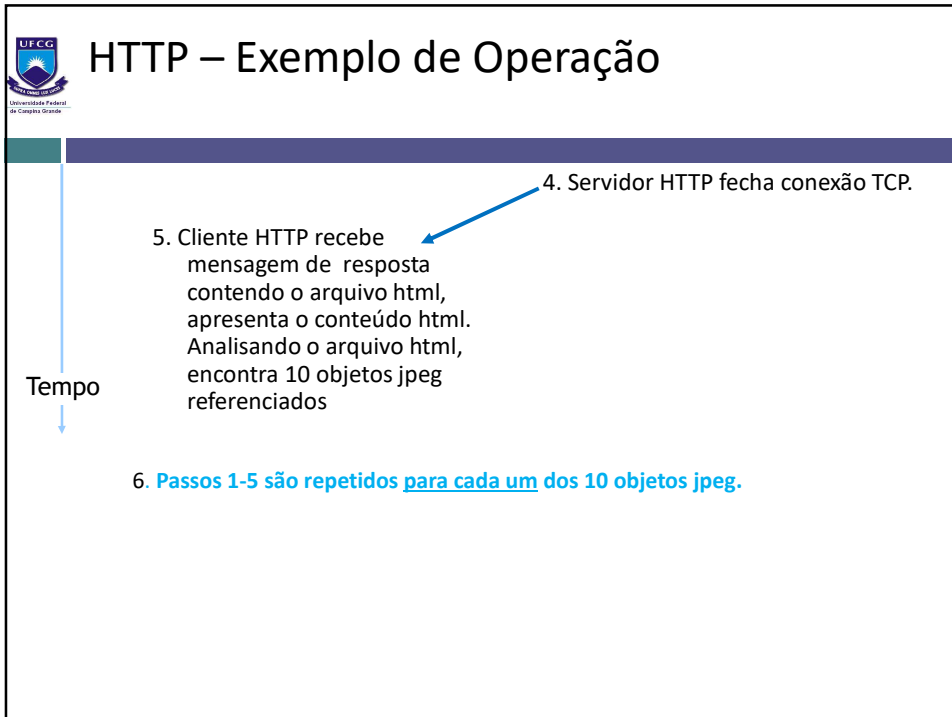 UFCG
Universidade Federal
de Campina Grande
HTTP – Exemplo de Operação
4. Servidor HTTP fecha conexão TCP.
5. Cliente HTTP recebe
mensagem de resposta
contendo o arquivo html,
apresenta o conteúdo html.
Analisando o arquivo html,
encontra 10 objetos jpeg
referenciados
Tempo
6. Passos 1-5 são repetidos para cada um dos 10 objetos jpeg.